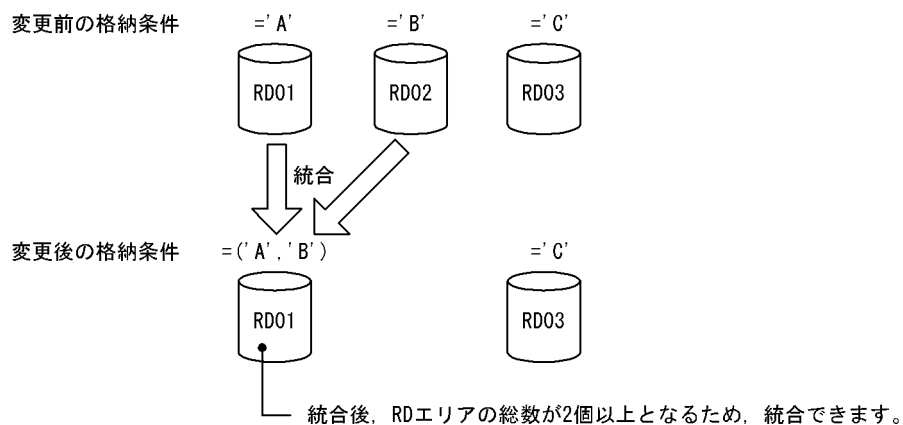 変更前の格納条件 ='A' ='B' ='C'
RD01 RD02 RD03
統合
変更後の格納条件 =('A','B') ='C'
RD01 RD03
統合後，RDエリアの総数が2個以上となるため，統合できます。